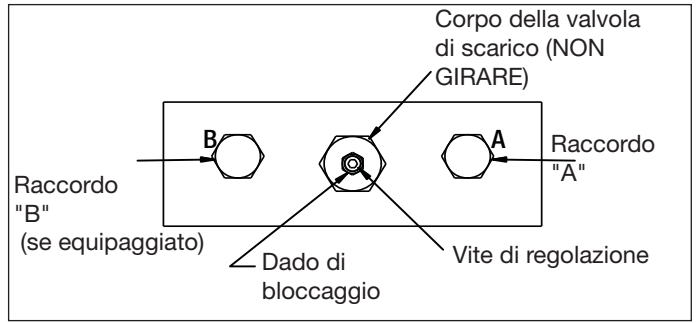 Corpo della valvola
di scarico (NON
GIRARE)
B
A
Raccordo
"A"
Raccordo
"B"
(se equipaggiato)
Dado di
bloccaggio
Vite di regolazione